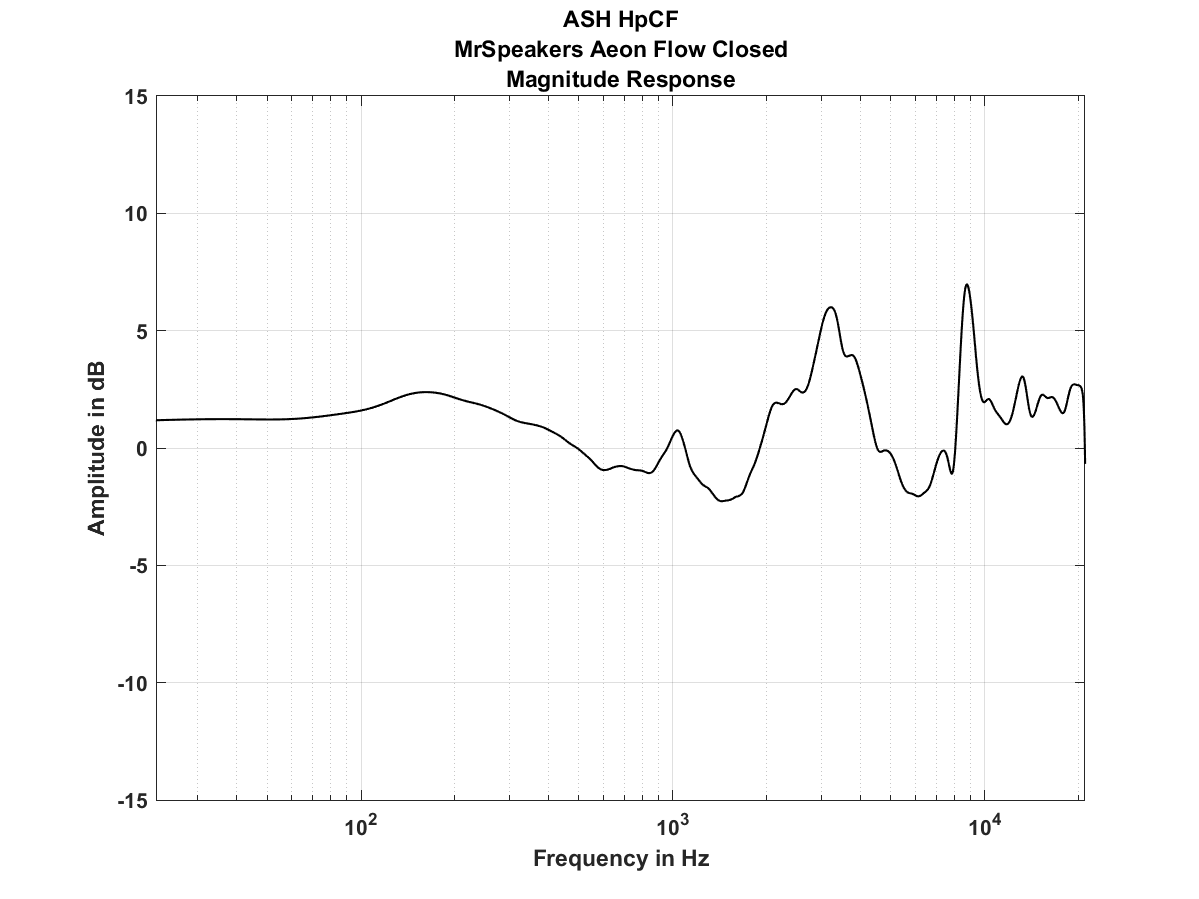 ASH HpCF
MrSpeakers Aeon Flow Closed
Magnitude Response
15
10
5
0
-5
-10
-15
Amplitude in dB
10² 10³ 10⁴
Frequency in Hz